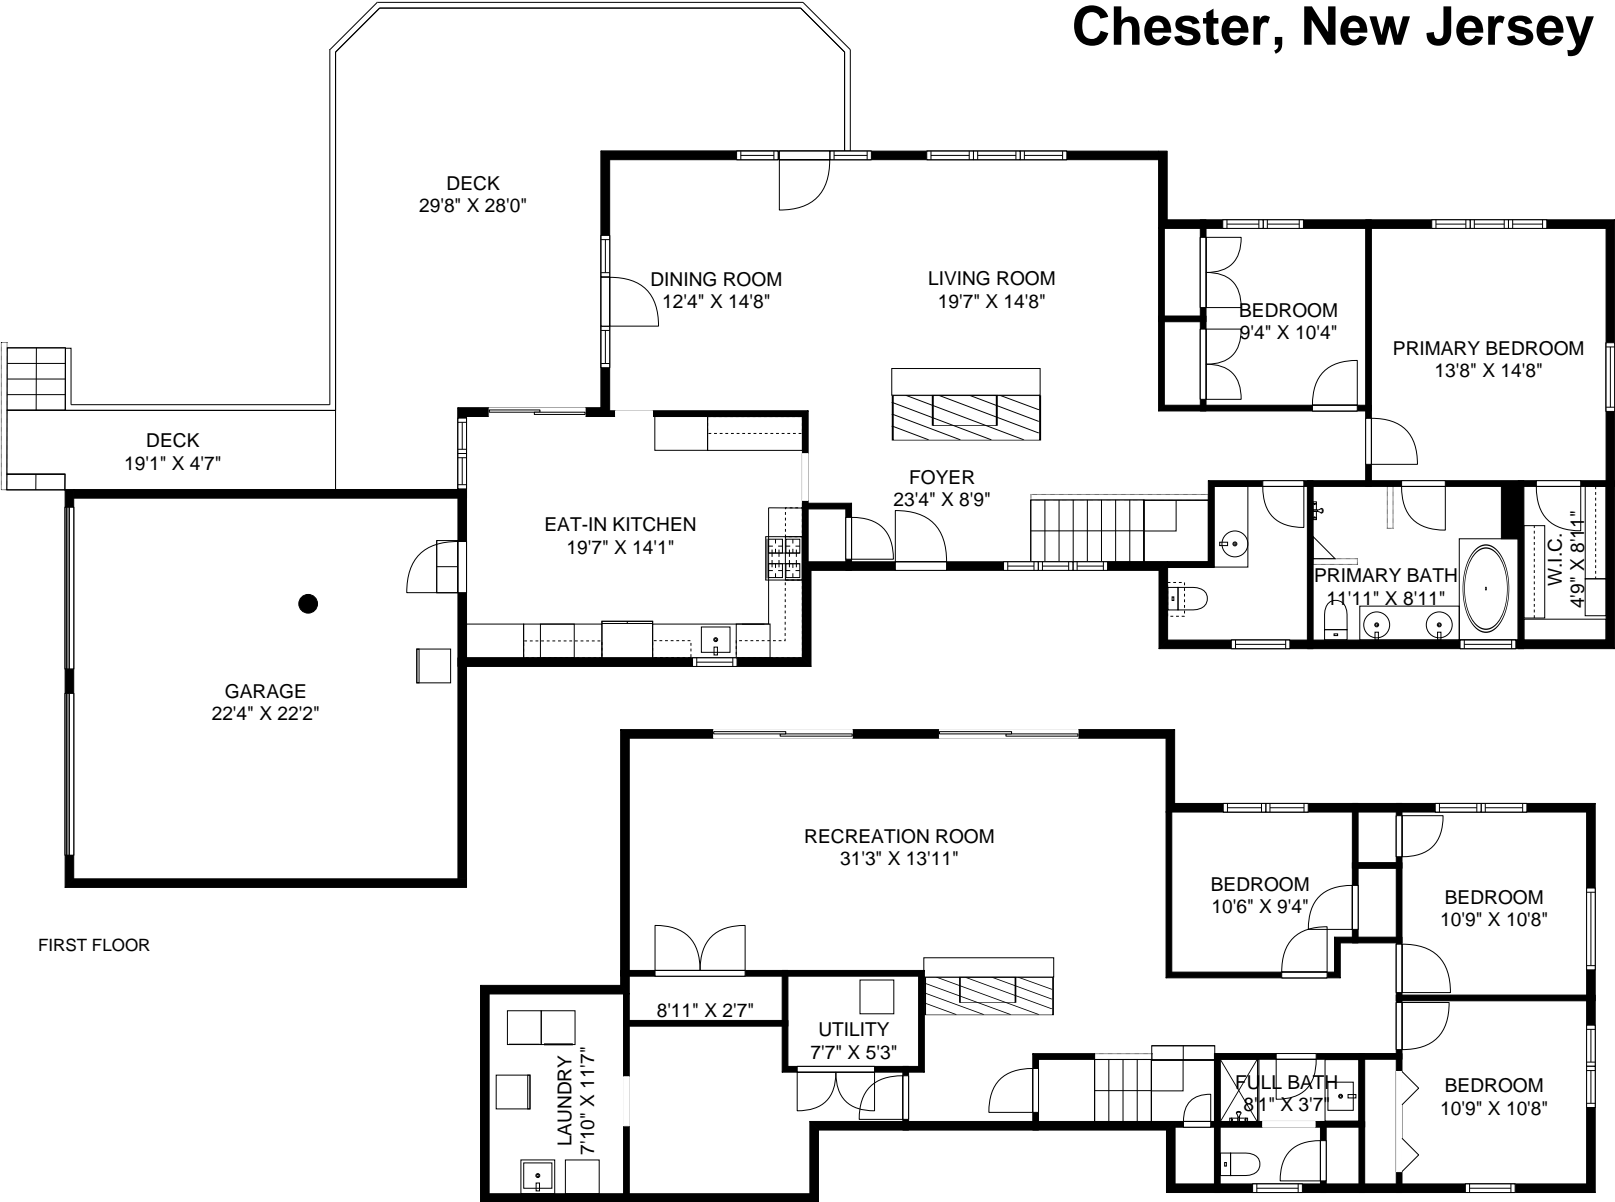 Chester, New Jersey
DECK
29'8" X 28'0"
DINING ROOM
12'4" X 14'8"
LIVING ROOM
19'7" X 14'8"
BEDROOM
9'4" X 10'4"
PRIMARY BEDROOM
13'8" X 14'8"
DECK
19'1" X 4'7"
FOYER
23'4" X 8'9"
EAT-IN KITCHEN
19'7" X 14'1"
PRIMARY BATH
11'11" X 8'11"
W.I.C.
4'9" X 8'11"
GARAGE
22'4" X 22'2"
RECREATION ROOM
31'3" X 13'11"
BEDROOM
10'6" X 9'4"
BEDROOM
10'9" X 10'8"
FIRST FLOOR
8'11" X 2'7"
UTILITY
7'7" X 5'3"
LAUNDRY
7'10" X 11'7"
FULL BATH
8'1" X 3'7"
BEDROOM
10'9" X 10'8"